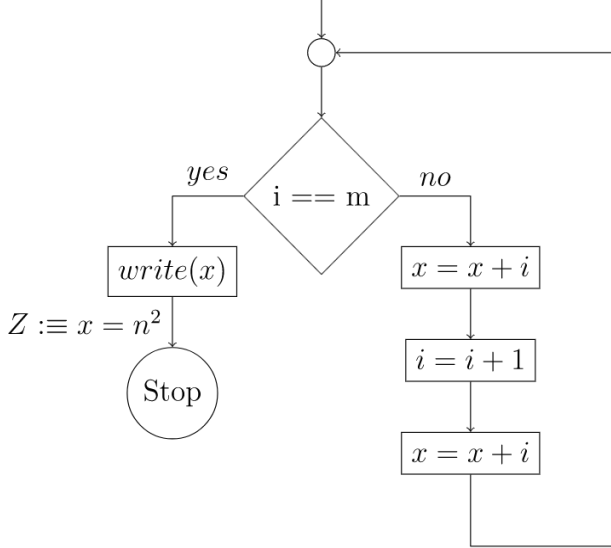 yes
no
i == m
write(x)
x = x + i
Z :≡ x = n²
i = i + 1
Stop
x = x + i